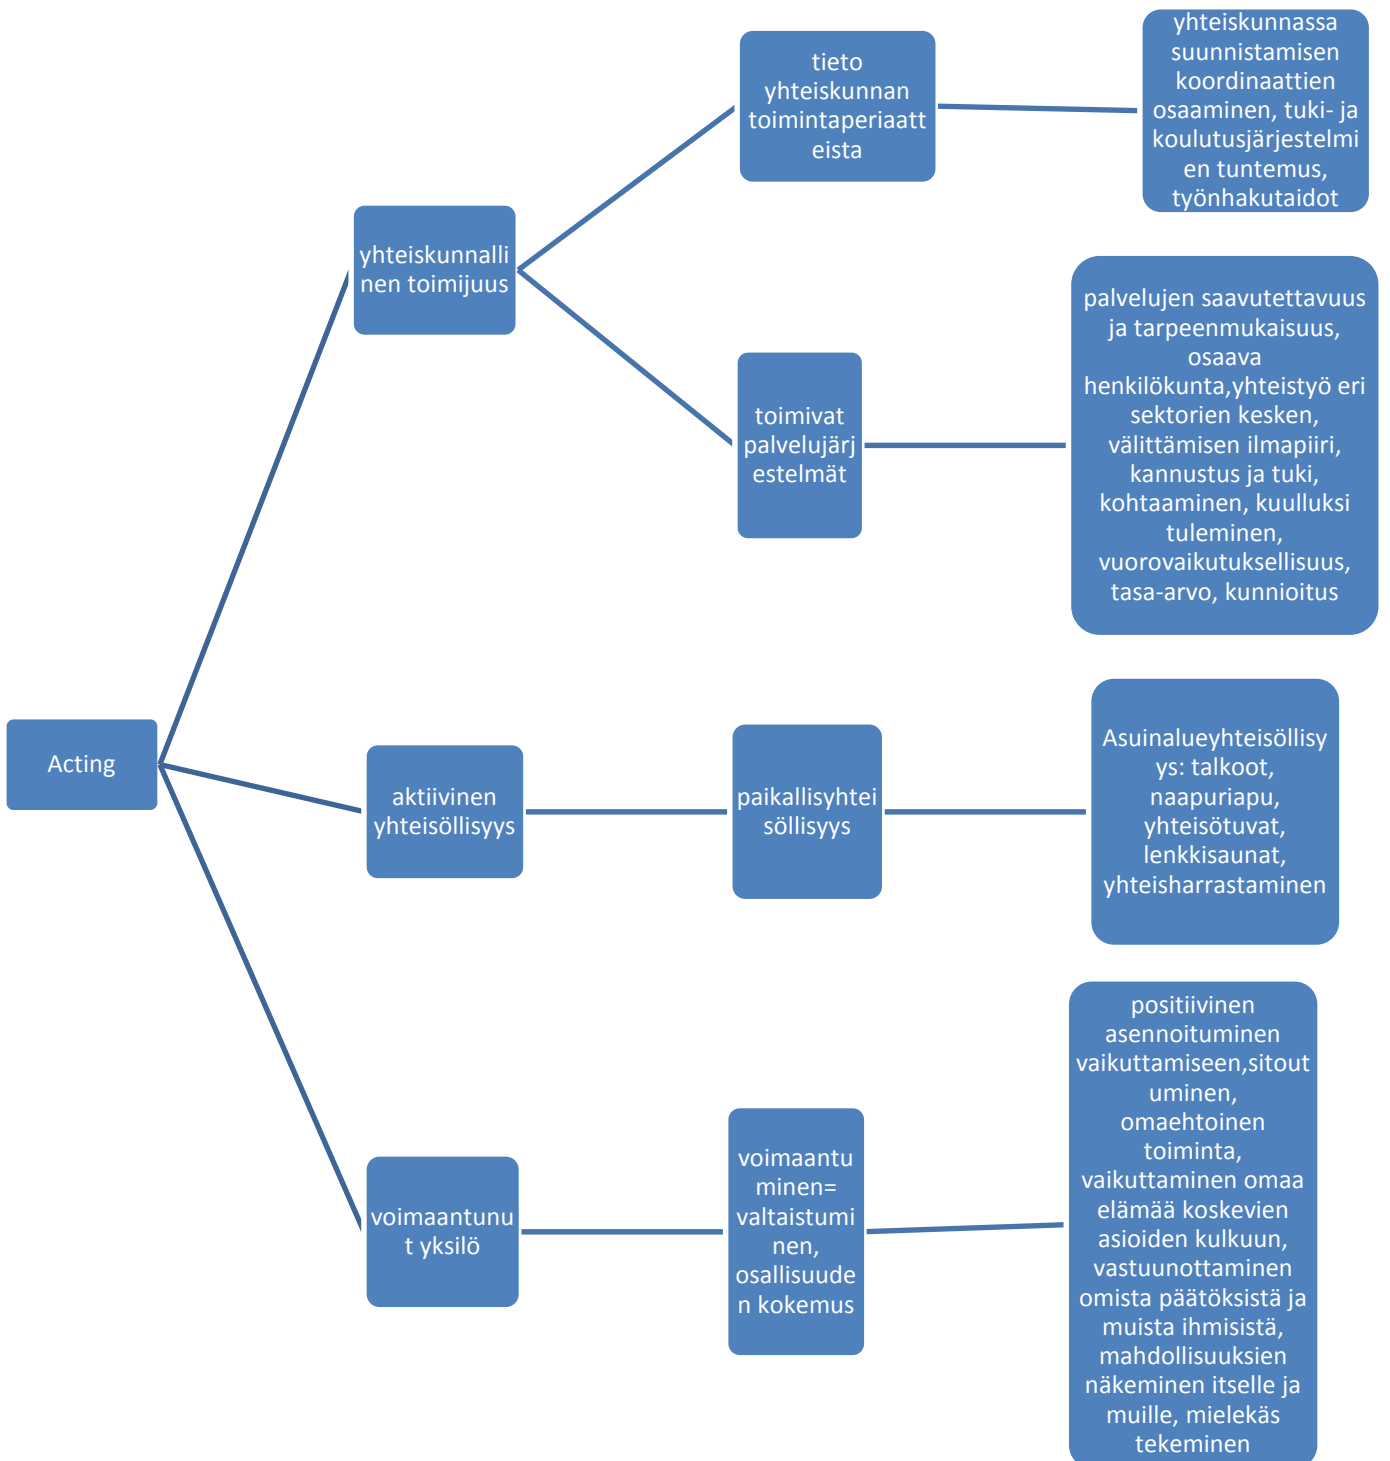 Acting
yhteiskunnalli
nen toimijuus
tieto
yhteiskunnan
toimintaperiaatt
eista
yhteiskunnassa
suunnistamisen
koordinaattien
osaaminen, tuki- ja
koulutusjärjestelmi
en tuntemus,
työnhakutaidot
toimivat
palvelujärj
estelmät
palvelujen saavutettavuus
ja tarpeenmukaisuus,
osaava
henkilökunta,yhteistyö eri
sektorien kesken,
välittämisen ilmapiiri,
kannustus ja tuki,
kohtaaminen, kuulluksi
tuleminen,
vuorovaikutuksellisuus,
tasa-arvo, kunnioitus
aktiivinen
yhteisöllisyys
paikallisyhtei
söllisyys
Asuinalueyhteisöllisy
ys: talkoot,
naapuriapu,
yhteisötuvat,
lenkkisaunat,
yhteisharrastaminen
voimaantunu
t yksilö
voimaantu
minen=
valtaistumi
nen,
osallisuude
n kokemus
positiivinen
asennoituminen
vaikuttamiseen,sitout
uminen,
omaehtoinen
toiminta,
vaikuttaminen omaa
elämää koskevien
asioiden kulkuun,
vastuunottaminen
omista päätöksistä ja
muista ihmisistä,
mahdollisuuksien
näkeminen itselle ja
muille, mielekäs
tekeminen